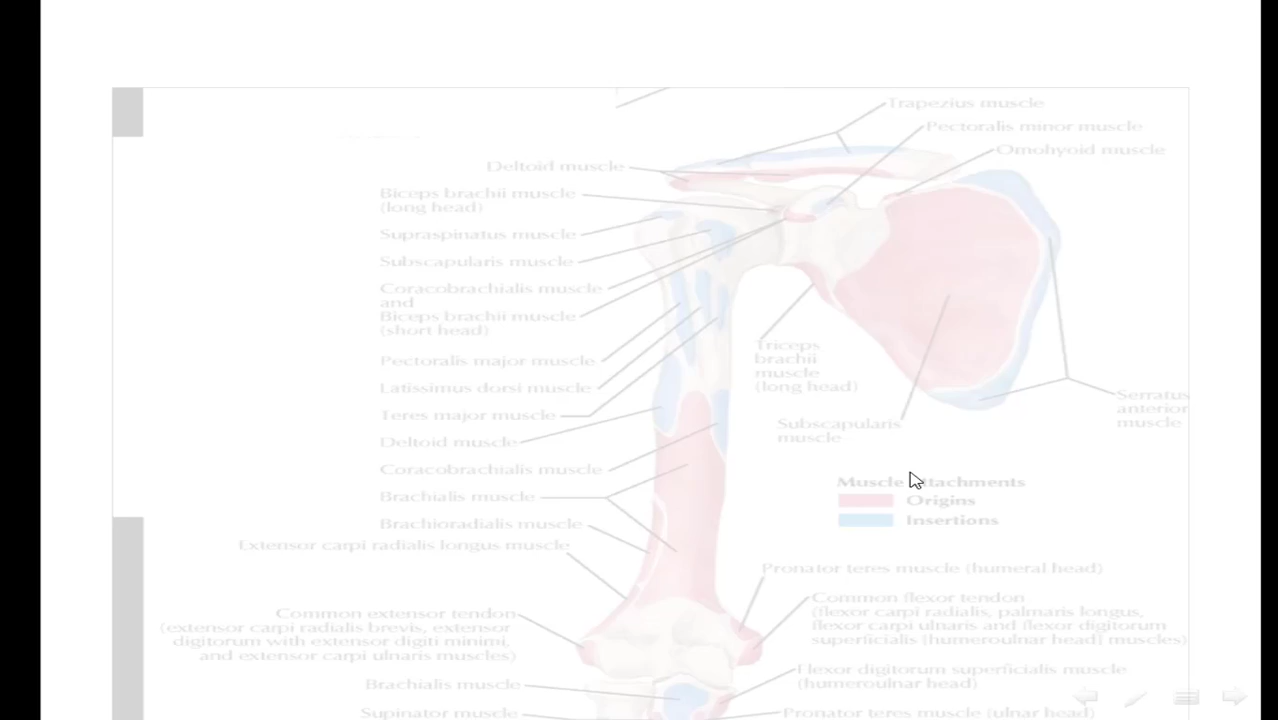 Trapezius muscle
Pectoralis minor muscle
Omohyoid muscle
Deltoid muscle
Biceps brachii muscle
(long head)
Supraspinatus muscle
Subscapularis muscle
Coracobrachialis muscle
and
Biceps brachii muscle
(short head)
Pectoralis major muscle
Latissimus dorsi muscle
Teres major muscle
Deltoid muscle
Coracobrachialis muscle
Brachialis muscle
Brachioradialis muscle
Extensor carpi radialis longus muscle
Common extensor tendon
(extensor carpi radialis brevis, extensor
digitorum with extensor digiti minimi,
and extensor carpi ulnaris muscles)
Brachialis muscle
Supinator muscle
Triceps
brachii
muscle
(long head)
Subscapularis
muscle
Serratus
anterior
muscle
Muscle attachments
Origins
Insertions
Pronator teres muscle (humeral head)
Common flexor tendon
(flexor carpi radialis, palmaris longus,
flexor carpi ulnaris and flexor digitorum
superficialis [humeroulnar head] muscles)
Flexor digitorum superficialis muscle
(humeroulnar head)
Pronator teres muscle (ulnar head)